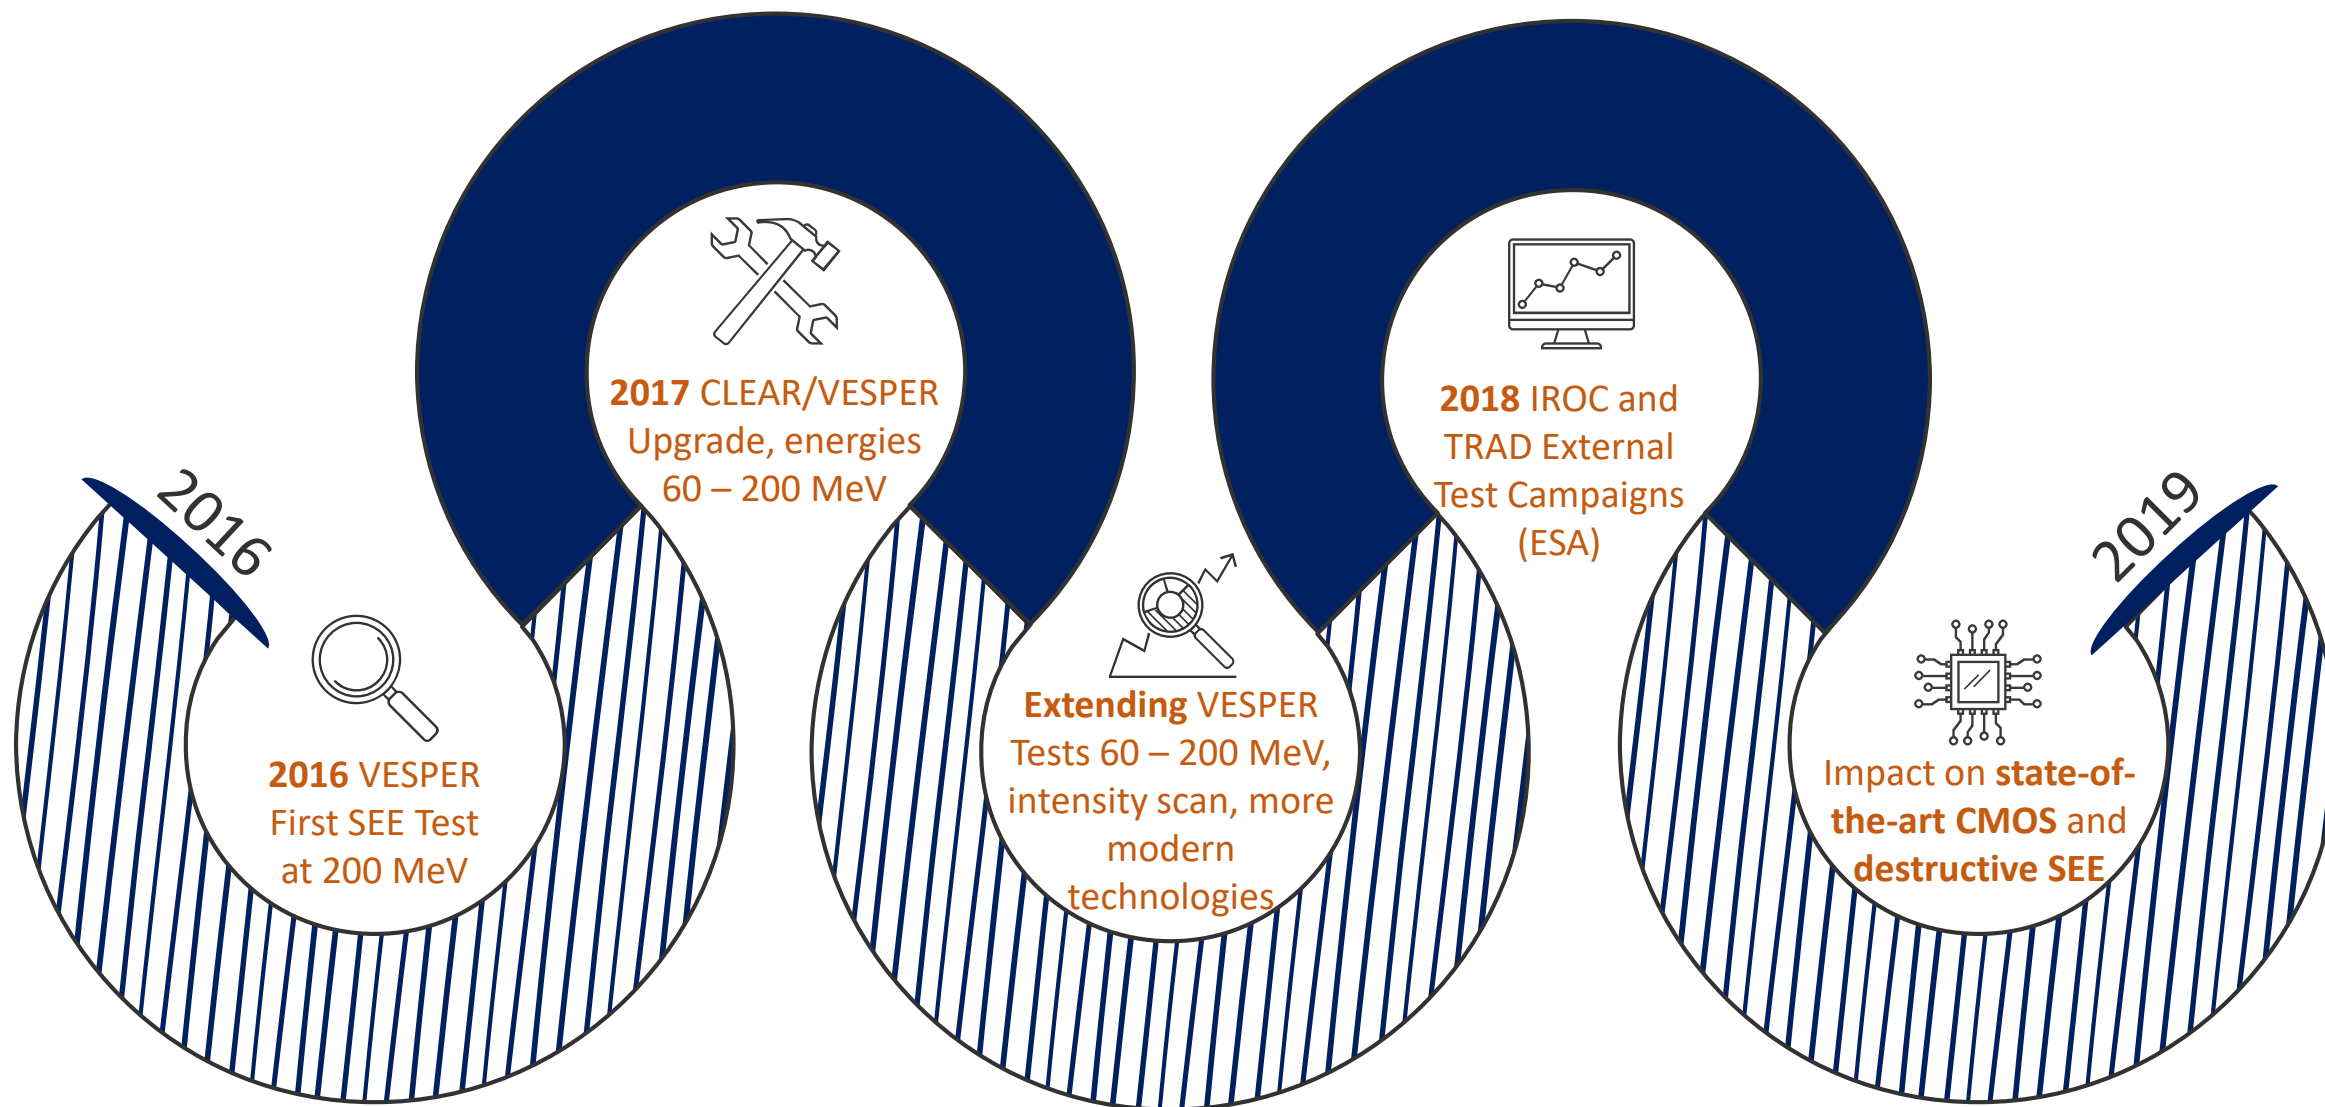 2016
2016 VESPER
First SEE Test
at 200 MeV
2017 CLEAR/VESPER
Upgrade, energies
60 – 200 MeV
Extending VESPER
Tests 60 – 200 MeV,
intensity scan, more
modern
technologies
2018 IROC and
TRAD External
Test Campaigns
(ESA)
Impact on state-of-
the-art CMOS and
destructive SEE
2019